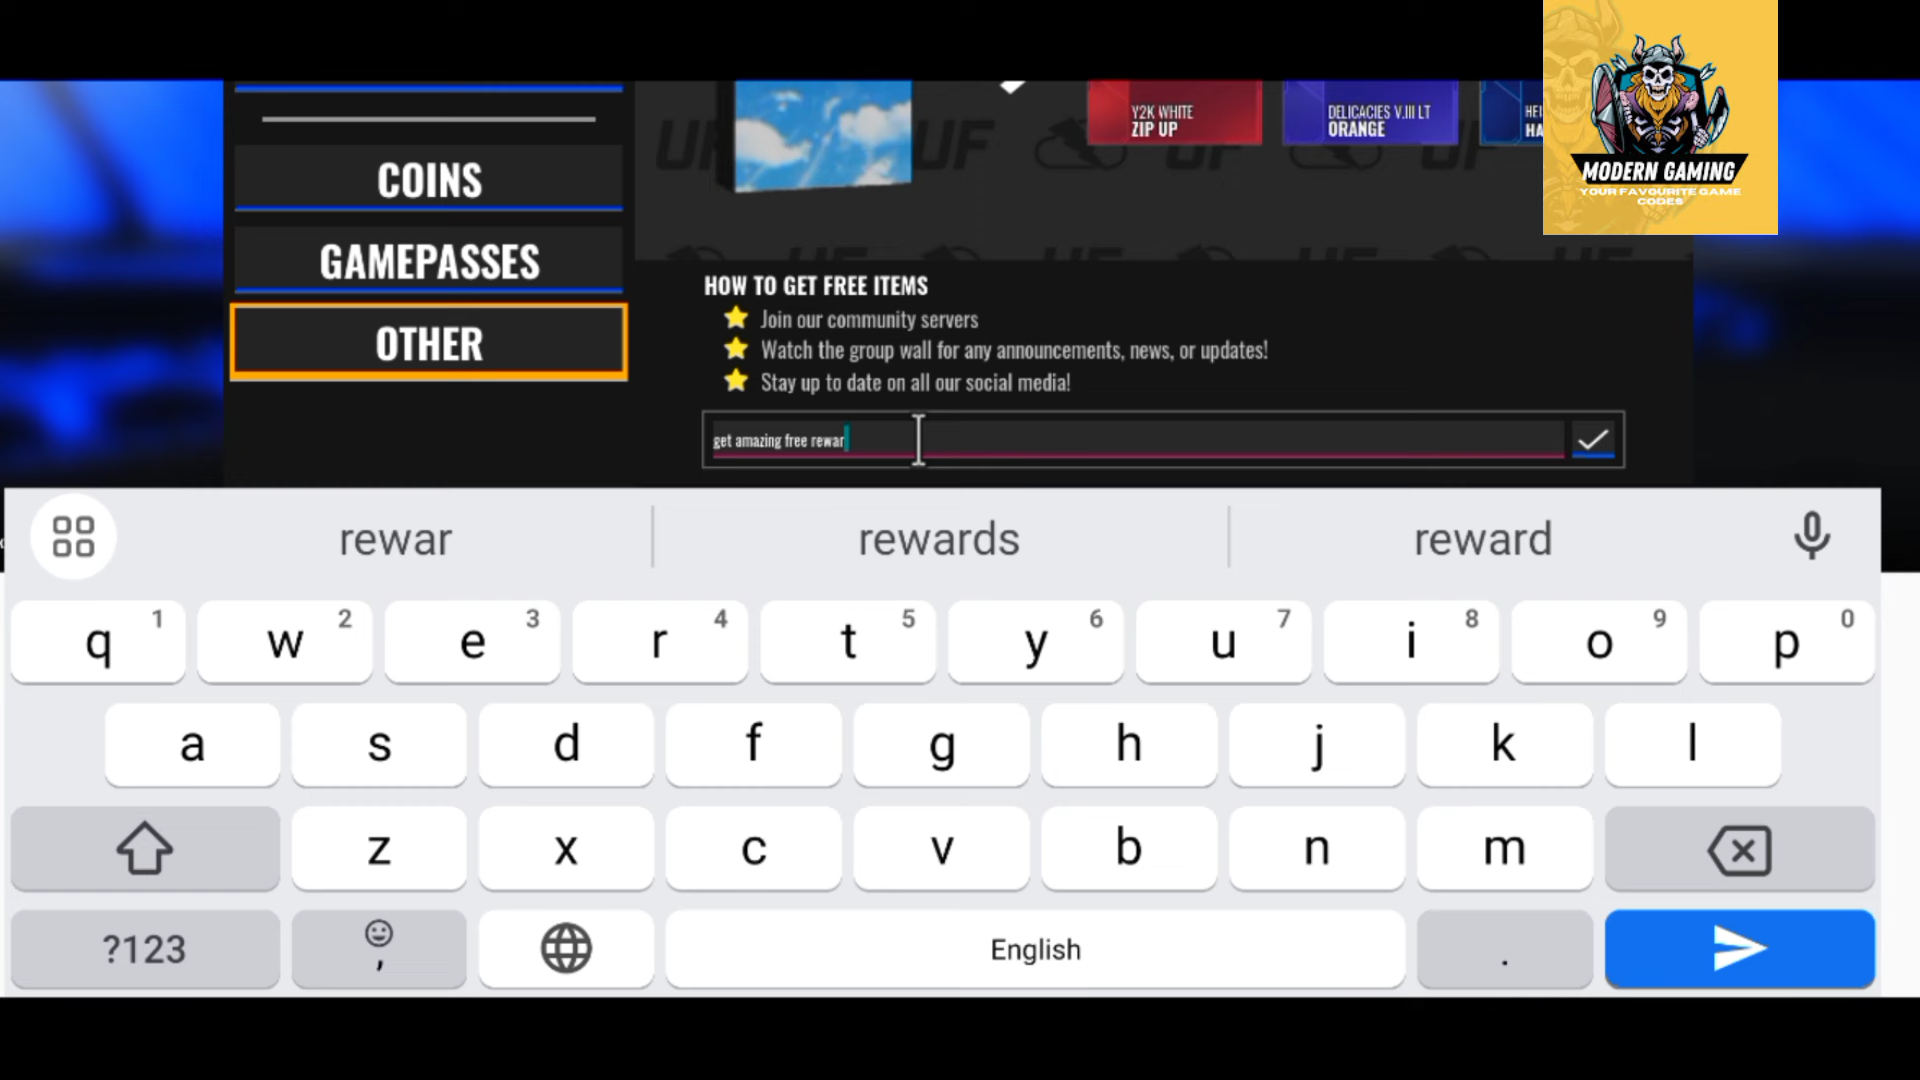 Y2K WHITE
ZIP UP
DELICACIES V.III LT
ORANGE
MODERN GAMING
YOUR FAVOURITE GAME
CODES
UF
UF
UF
COINS
GAMEPASSES
OTHER
HOW TO GET FREE ITEMS
Join our community servers
Watch the group wall for any announcements, news, or updates!
Stay up to date on all our social media!
get amazing free rewar
rewar rewards reward
q 1 w 2 e 3 r 4 t 5 y 6 u 7 i 8 o 9 p 0
a s d f g h j k l
z x c v b n m
?123 , English .